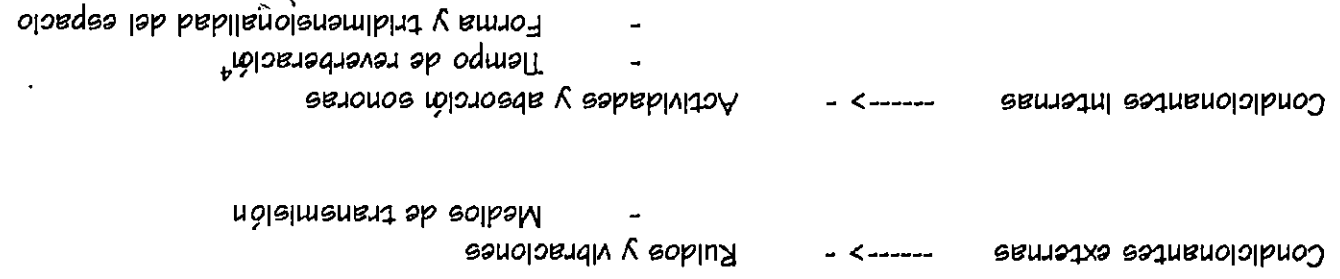 Condicionantes externas ------> - Ruidos y vibraciones
- Medios de transmisión
Condicionantes internas ------> - Actividades y absorción sonoras
- Tiempo de reverberación⁴
- Forma y tridimensionalidad del espacio